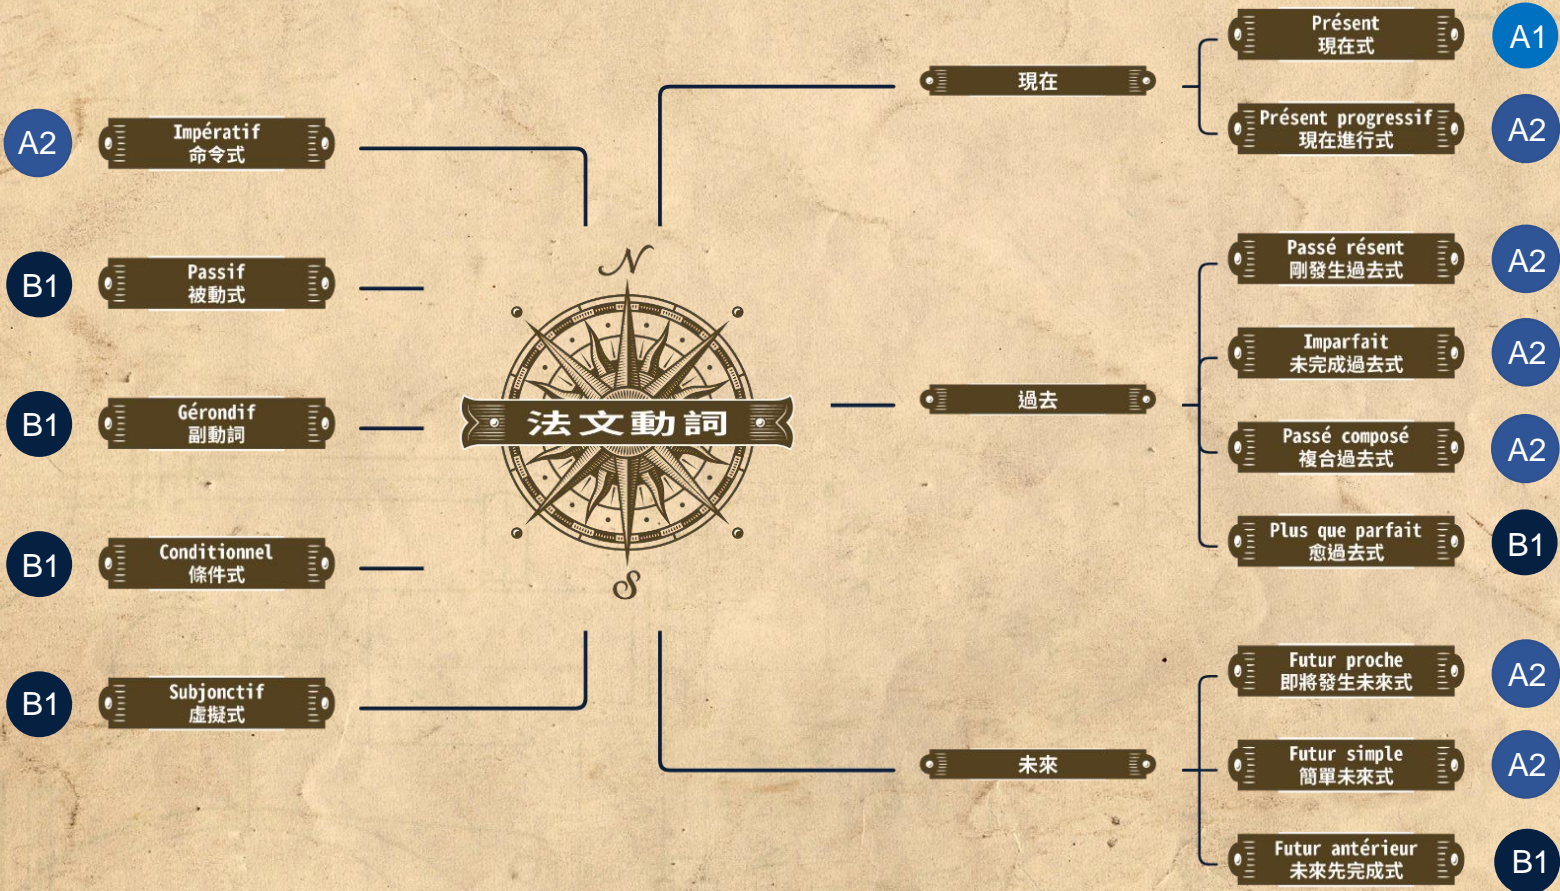 A2
Impératif
命令式
B1
Passif
被動式
B1
Gérondif
副動詞
B1
Conditionnel
條件式
B1
Subjonctif
虛擬式
N
法文動詞
S
現在
Présent
現在式
A1
Présent progressif
現在進行式
A2
過去
Passé résent
剛發生過去式
A2
Imparfait
未完成過去式
A2
Passé composé
複合過去式
A2
Plus que parfait
愈過去式
B1
未來
Futur proche
即將發生未來式
A2
Futur simple
簡單未來式
A2
Futur antérieur
未來先完成式
B1